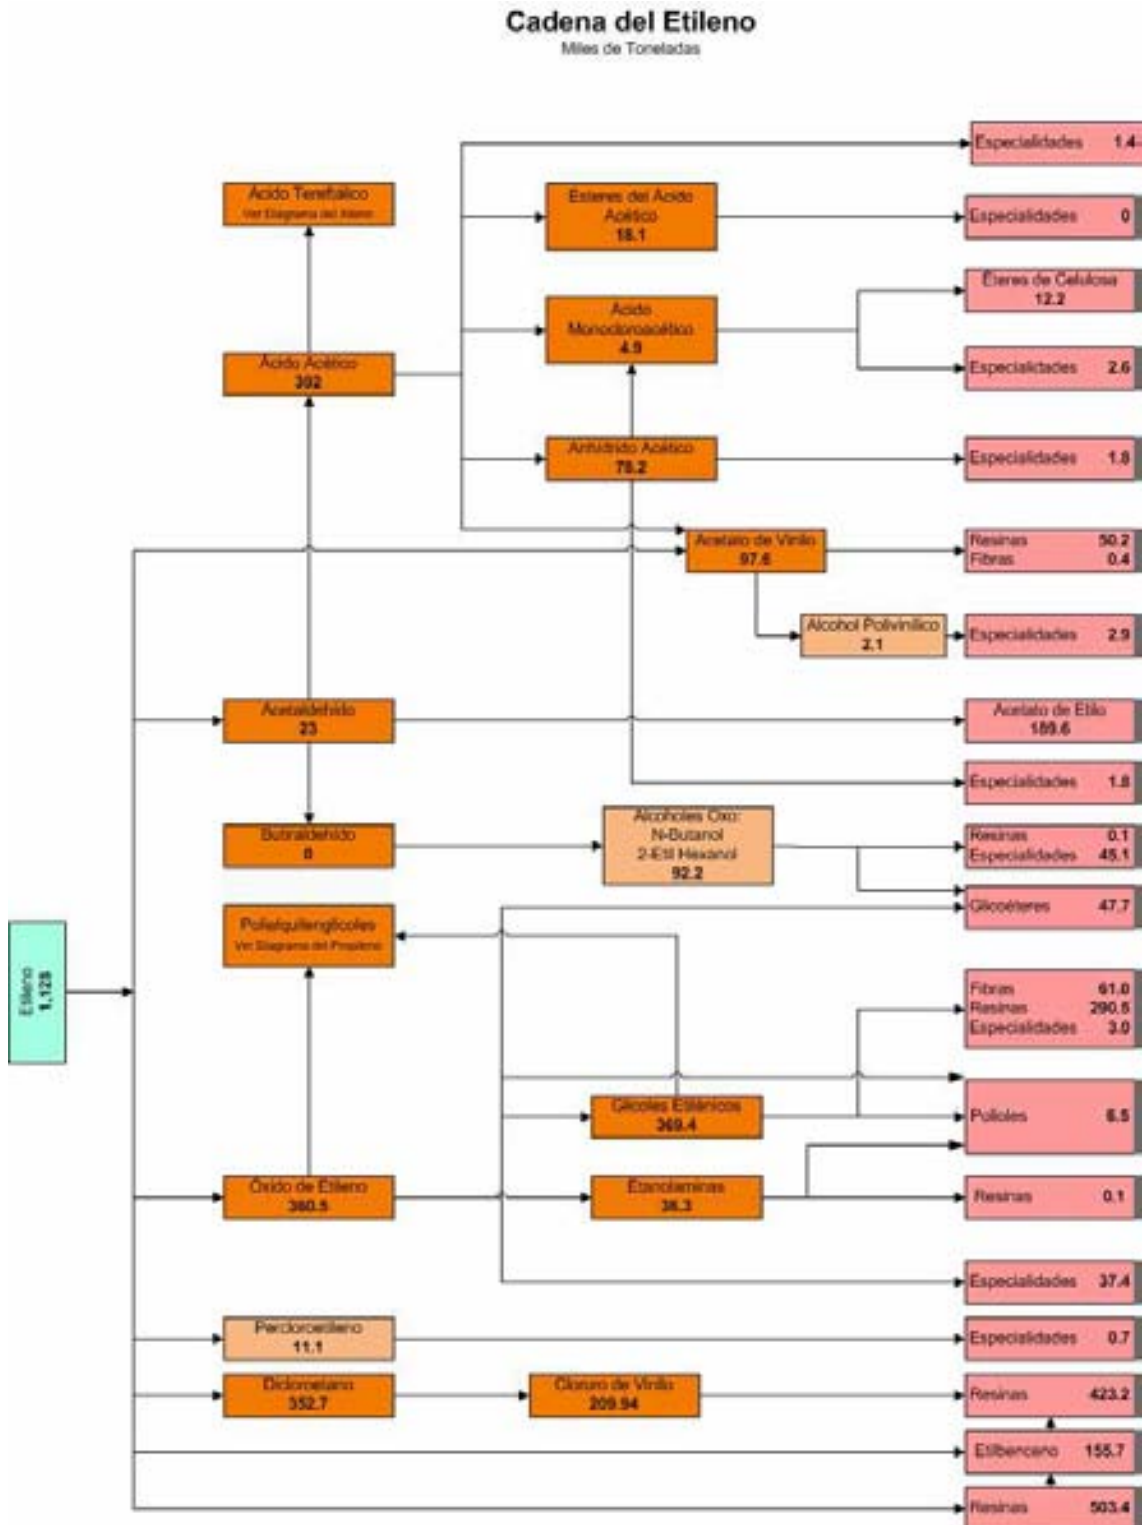 Cadena del Etileno
Miles de Toneladas
Especialidades 1.4
Ácido Tereftálico
Ver Diagrama del Xileno
Esteres del Ácido
Acético
18.1
Especialidades 0
Éteres de Celulosa
12.2
Ácido
Monocloroacético
4.9
Ácido Acético
302
Especialidades 2.6
Anhídrido Acético
78.2
Especialidades 1.8
Acetato de Vinilo
97.6
Resinas 50.2
Fibras 0.4
Alcohol Polivinílico
2.1
Especialidades 2.9
Acetaldehído
23
Acetato de Etilo
189.6
Especialidades 1.8
Butiraldehído
0
Alcoholes Oxo:
N-Butanol
2-Etil Hexanol
92.2
Resinas 0.1
Especialidades 45.1
Glicoéteres 47.7
Polialquilenglicoles
Ver Diagrama del Propileno
Etileno
1,128
Fibras 61.0
Resinas 290.5
Especialidades 3.0
Glicoles Etilénicos
369.4
Polioles 6.5
Óxido de Etileno
360.5
Etanolaminas
36.3
Resinas 0.1
Especialidades 37.4
Percloroetileno
11.1
Especialidades 0.7
Dicloroetano
352.7
Cloruro de Vinilo
209.94
Resinas 423.2
Etilbenceno 155.7
Resinas 503.4